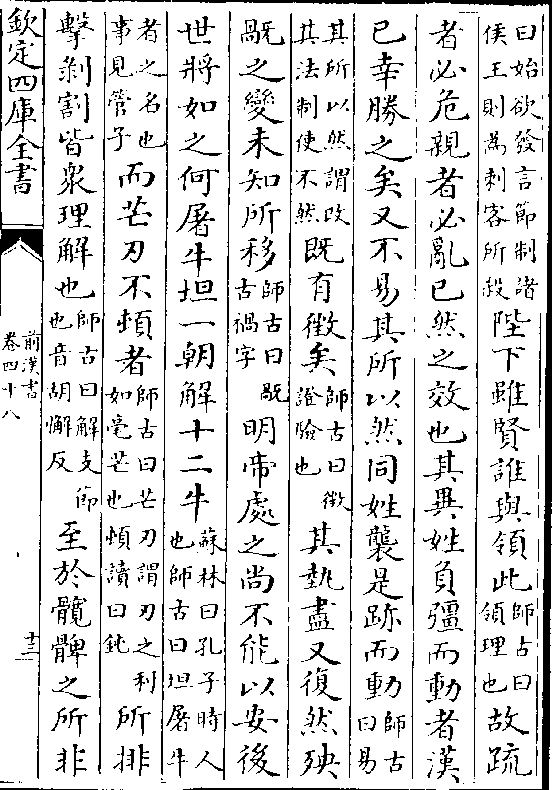 曰始欲發言節制諸
侯王則為刺客所殺
陛下雖賢誰與領此
師古曰
領理也
故疏
者必危親者必亂已然之效也其異姓負彊而動者漢
已幸勝之矣又不易其所以然同姓襲是跡而動
師古
曰易
其所以然謂改
其法制使不然
既有徵矣
師古曰徵
證驗也
其埶盡又復然殃
旤之變未知所移
師古曰旤
古禍字
明帝處之尚不能以安後
世將如之何屠牛坦一朝解十二牛
蘇林曰孔子時人
也師古曰坦屠牛
者之名也
事見管子
而芒刃不頓者
師古曰芒刃謂刃之利
如毫芒也頓讀曰鈍
所排
擊剝割皆衆理解也
師古曰解支節
也音胡懈反
至於髖髀之所非
欽定四庫全書
前漢書
卷四十八
十三